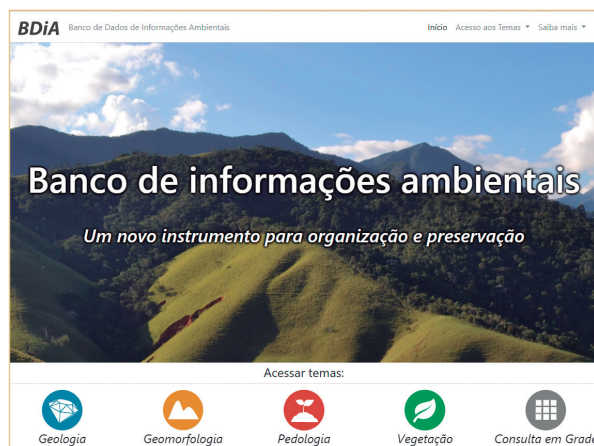 BDiA Banco de Dados de Informações Ambientais Início Acesso aos Temas Saiba mais
Banco de informações ambientais
Um novo instrumento para organização e preservação
Acessar temas:
Geologia Geomorfologia Pedologia Vegetação Consulta em Grade